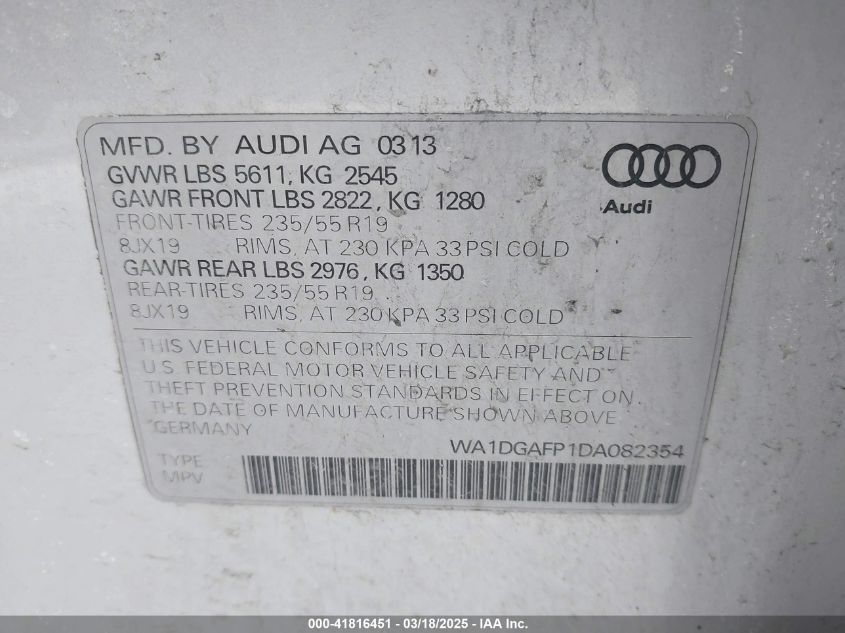 MFD. BY AUDI AG 03 13
GVWR LBS 5611, KG 2545
GAWR FRONT LBS 2822, KG 1280
FRONT-TIRES 235/55 R19
8JX19 RIMS, AT 230 KPA 33 PSI COLD
GAWR REAR LBS 2976, KG 1350
REAR-TIRES 235/55 R19
8JX19 RIMS, AT 230 KPA 33 PSI COLD
Audi
THIS VEHICLE CONFORMS TO ALL APPLICABLE
U.S. FEDERAL MOTOR VEHICLE SAFETY AND
THEFT PREVENTION STANDARDS IN EFFECT ON
THE DATE OF MANUFACTURE SHOWN ABOVE
GERMANY
WA1DGAFP1DA082354
TYPE
MPV
000-41816451 - 03/18/2025 - IAA Inc.